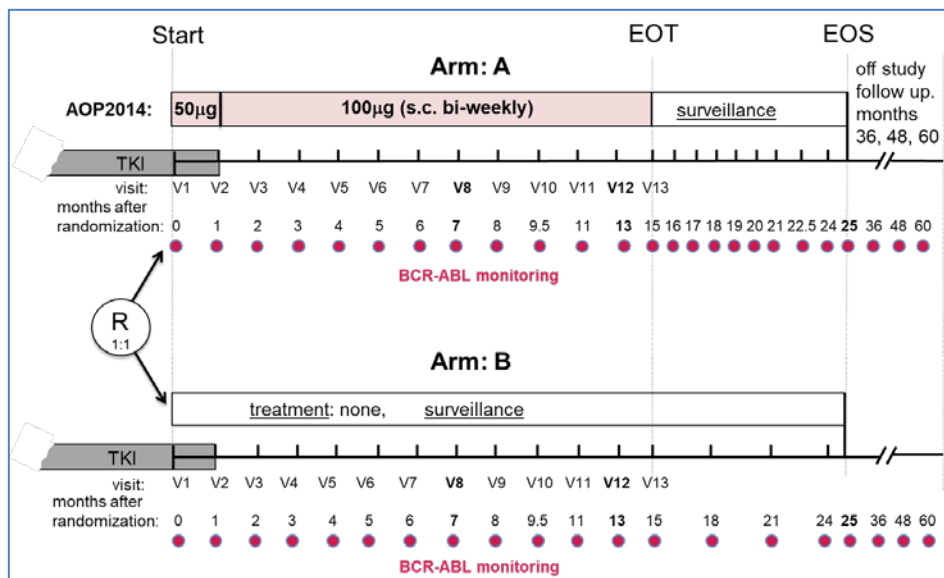 Start EOT EOS
Arm: A
off study
follow up.
months
36, 48, 60
AOP2014: 50µg 100µg (s.c. bi-weekly) surveillance
TKI
visit: V1 V2 V3 V4 V5 V6 V7 V8 V9 V10 V11 V12 V13
months after
randomization: 0 1 2 3 4 5 6 7 8 9.5 11 13 15 16 17 18 19 20 21 22.5 24 25 36 48 60
BCR-ABL monitoring
R
1:1
Arm: B
treatment: none, surveillance
TKI
visit: V1 V2 V3 V4 V5 V6 V7 V8 V9 V10 V11 V12 V13
months after
randomization: 0 1 2 3 4 5 6 7 8 9.5 11 13 15 18 21 24 25 36 48 60
BCR-ABL monitoring